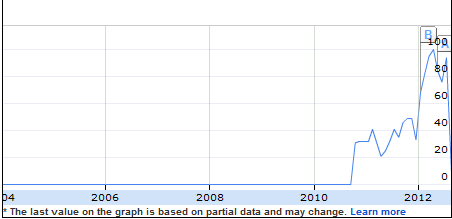 B
A
100
80
60
40
20
0
04 2006 2008 2010 2012
* The last value on the graph is based on partial data and may change. Learn more